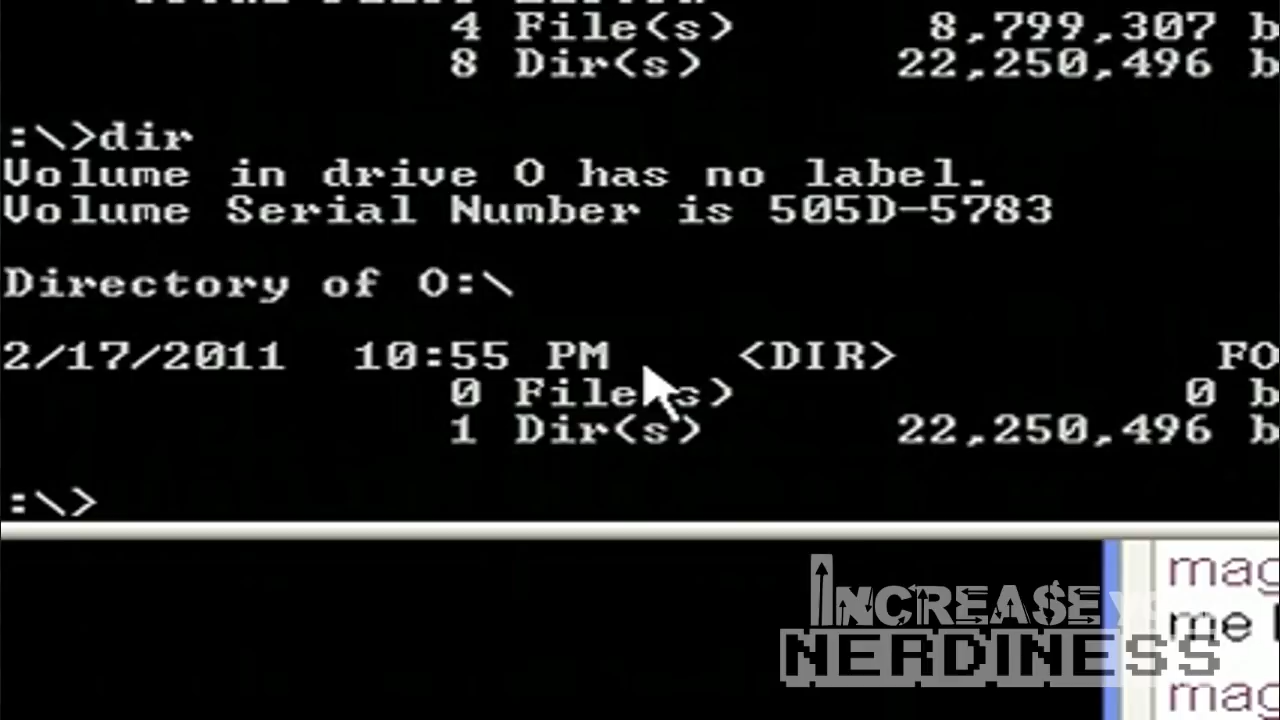 4 File(s) 8,799,307 b
8 Dir(s) 22,250,496 b
:\>dir
Volume in drive O has no label.
Volume Serial Number is 505D-5783
Directory of O:\
2/17/2011 10:55 PM <DIR> FO
0 File(s) 0 b
1 Dir(s) 22,250,496 b
:\>
mag
me
mag
INCREASE
NERDINESS